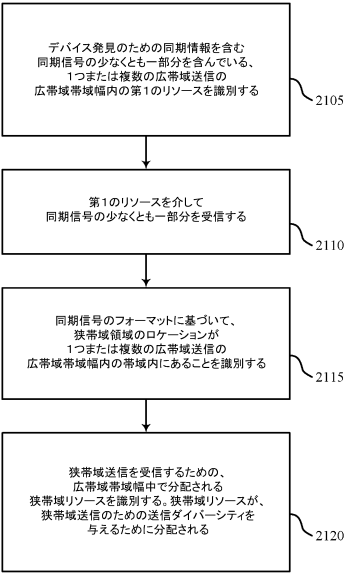 デバイス発見のための同期情報を含む
同期信号の少なくとも一部分を含んでいる、
1つまたは複数の広帯域送信の
広帯域帯域幅内の第1のリソースを識別する
2105
第1のリソースを介して
同期信号の少なくとも一部分を受信する
2110
同期信号のフォーマットに基づいて、
狭帯域領域のロケーションが
1つまたは複数の広帯域送信の
広帯域帯域幅内の帯域内にあることを識別する
2115
狭帯域送信を受信するための、
広帯域帯域幅中で分配される
狭帯域リソースを識別する。狭帯域リソースが、
狭帯域送信のための送信ダイバーシティを
与えるために分配される
2120